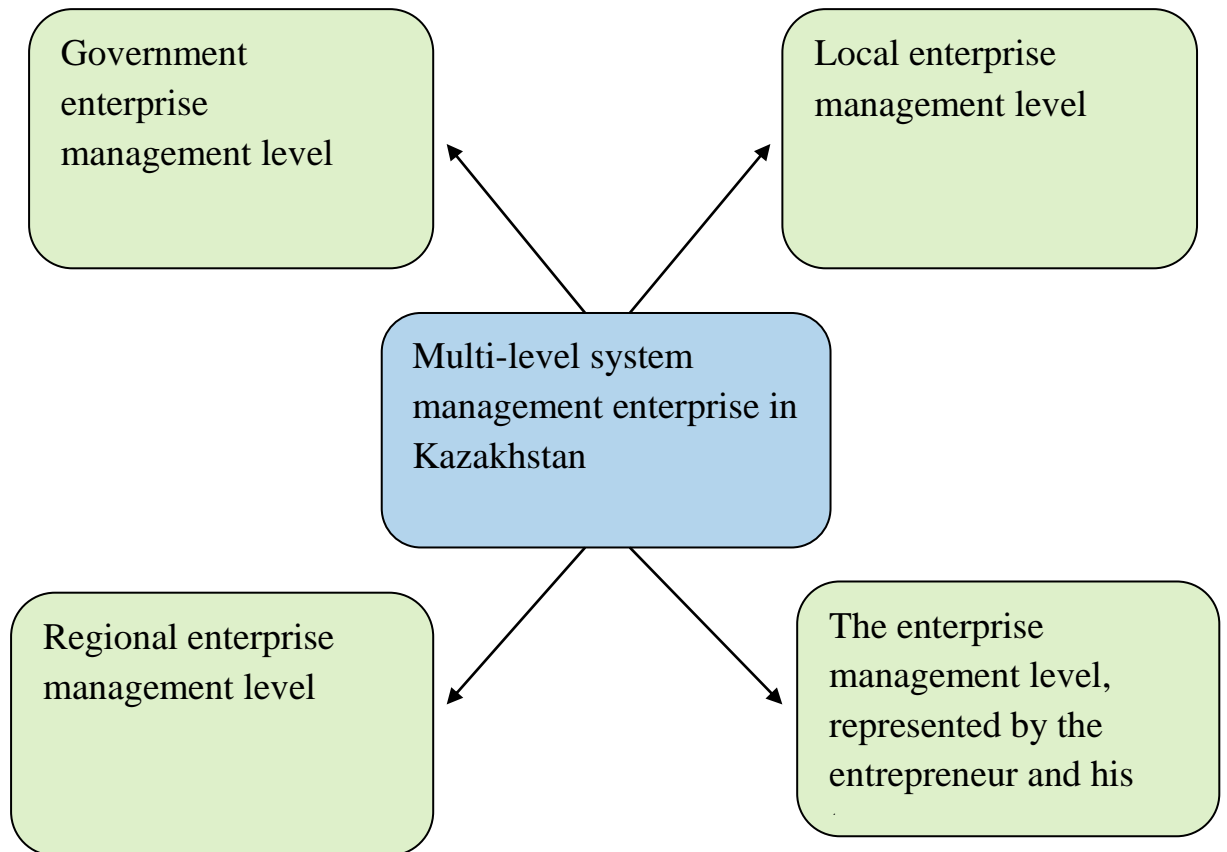 Government
enterprise
management level
Local enterprise
management level
Multi-level system
management enterprise in
Kazakhstan
Regional enterprise
management level
The enterprise
management level,
represented by the
entrepreneur and his